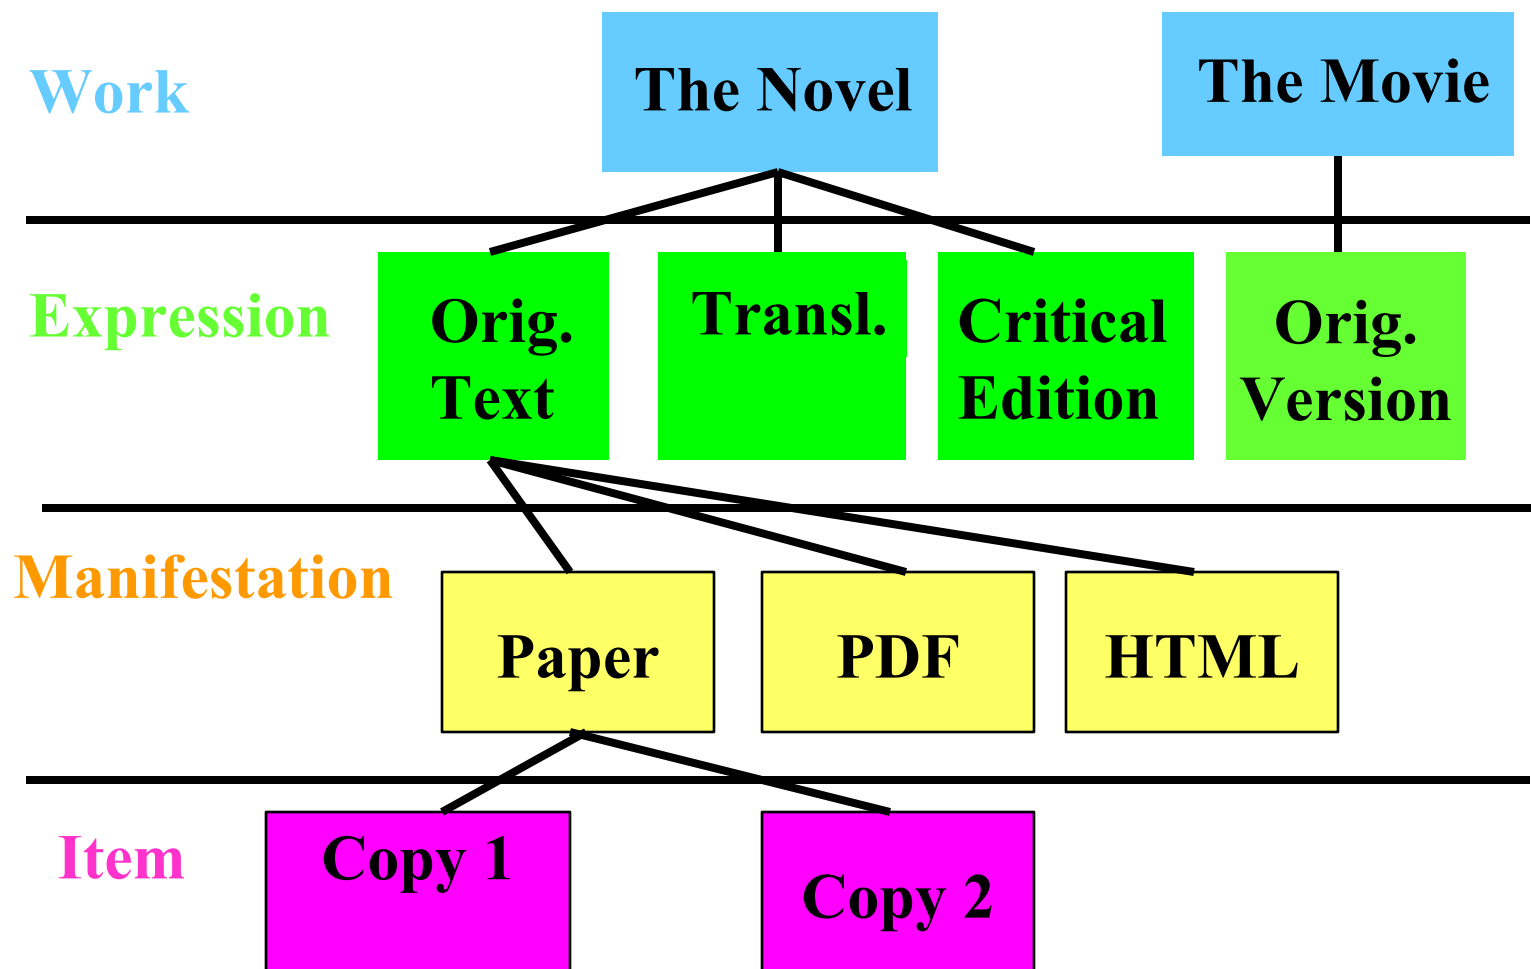 Work
The Novel
The Movie
Expression
Orig.
Text
Transl.
Critical
Edition
Orig.
Version
Manifestation
Paper
PDF
HTML
Item
Copy 1
Copy 2